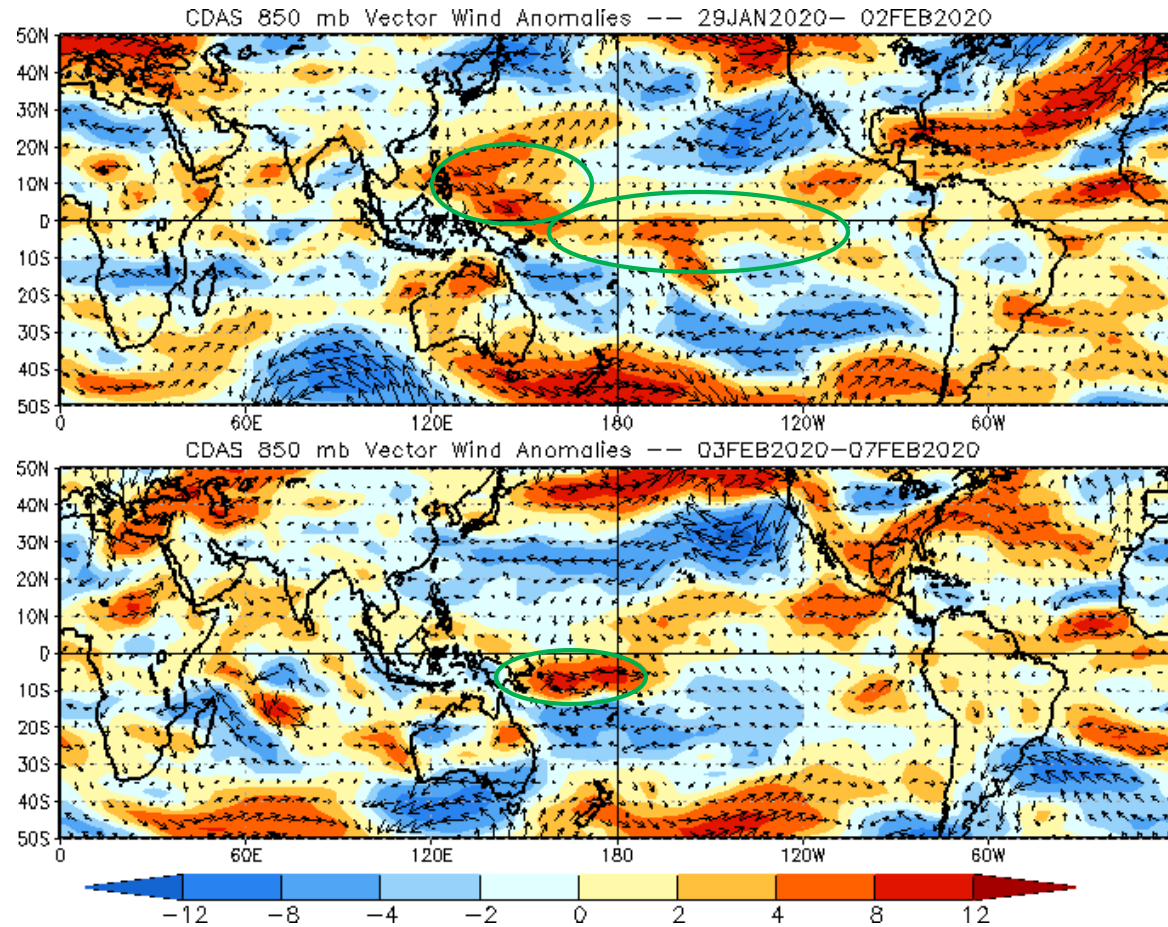 CDAS 850 mb Vector Wind Anomalies -- 29JAN2020- 02FEB2020
50N
40N
30N
20N
10N
0
10S
20S
30S
40S
50S
0 60E 120E 180 120W 60W
CDAS 850 mb Vector Wind Anomalies -- 03FEB2020-07FEB2020
50N
40N
30N
20N
10N
0
10S
20S
30S
40S
50S
0 60E 120E 180 120W 60W
-12 -8 -4 -2 0 2 4 8 12